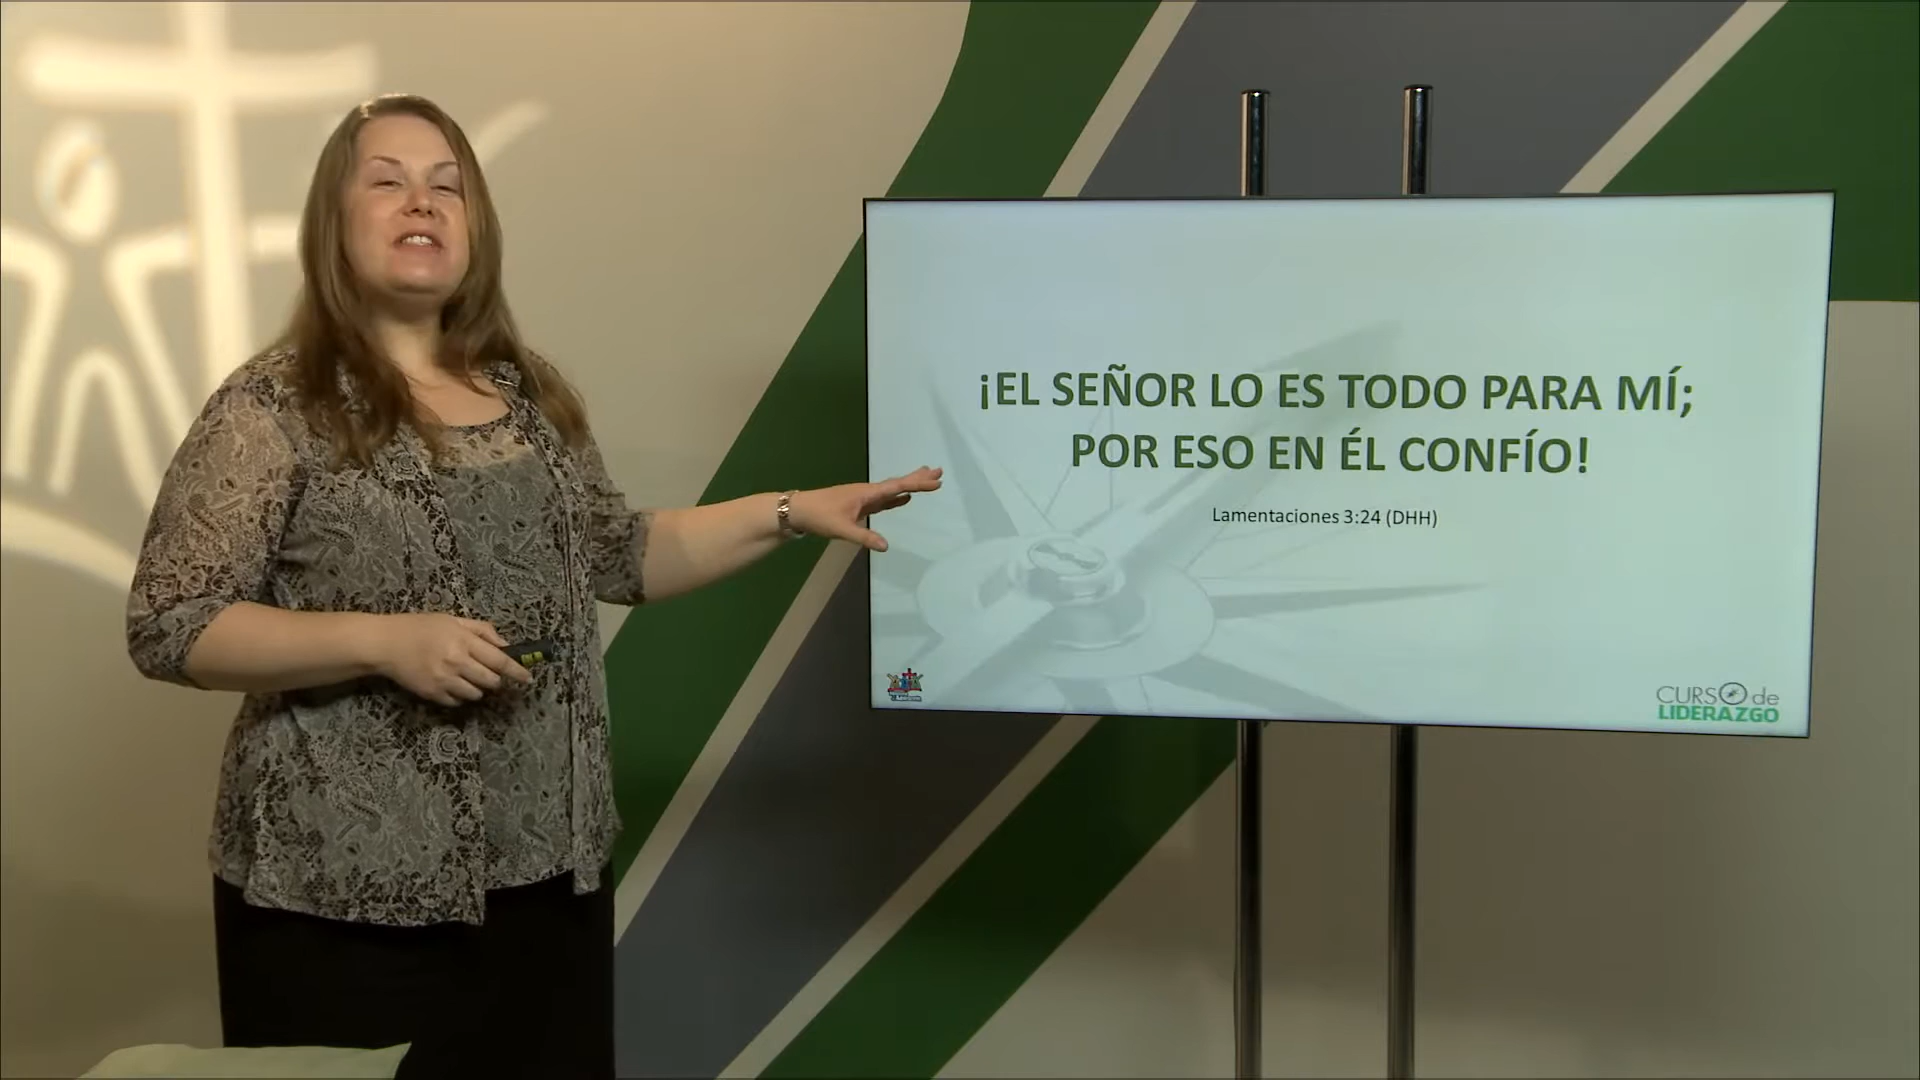 ¡EL SEÑOR LO ES TODO PARA MÍ;
POR ESO EN ÉL CONFÍO!
Lamentaciones 3:24 (DHH)
CURSO de
LIDERAZGO